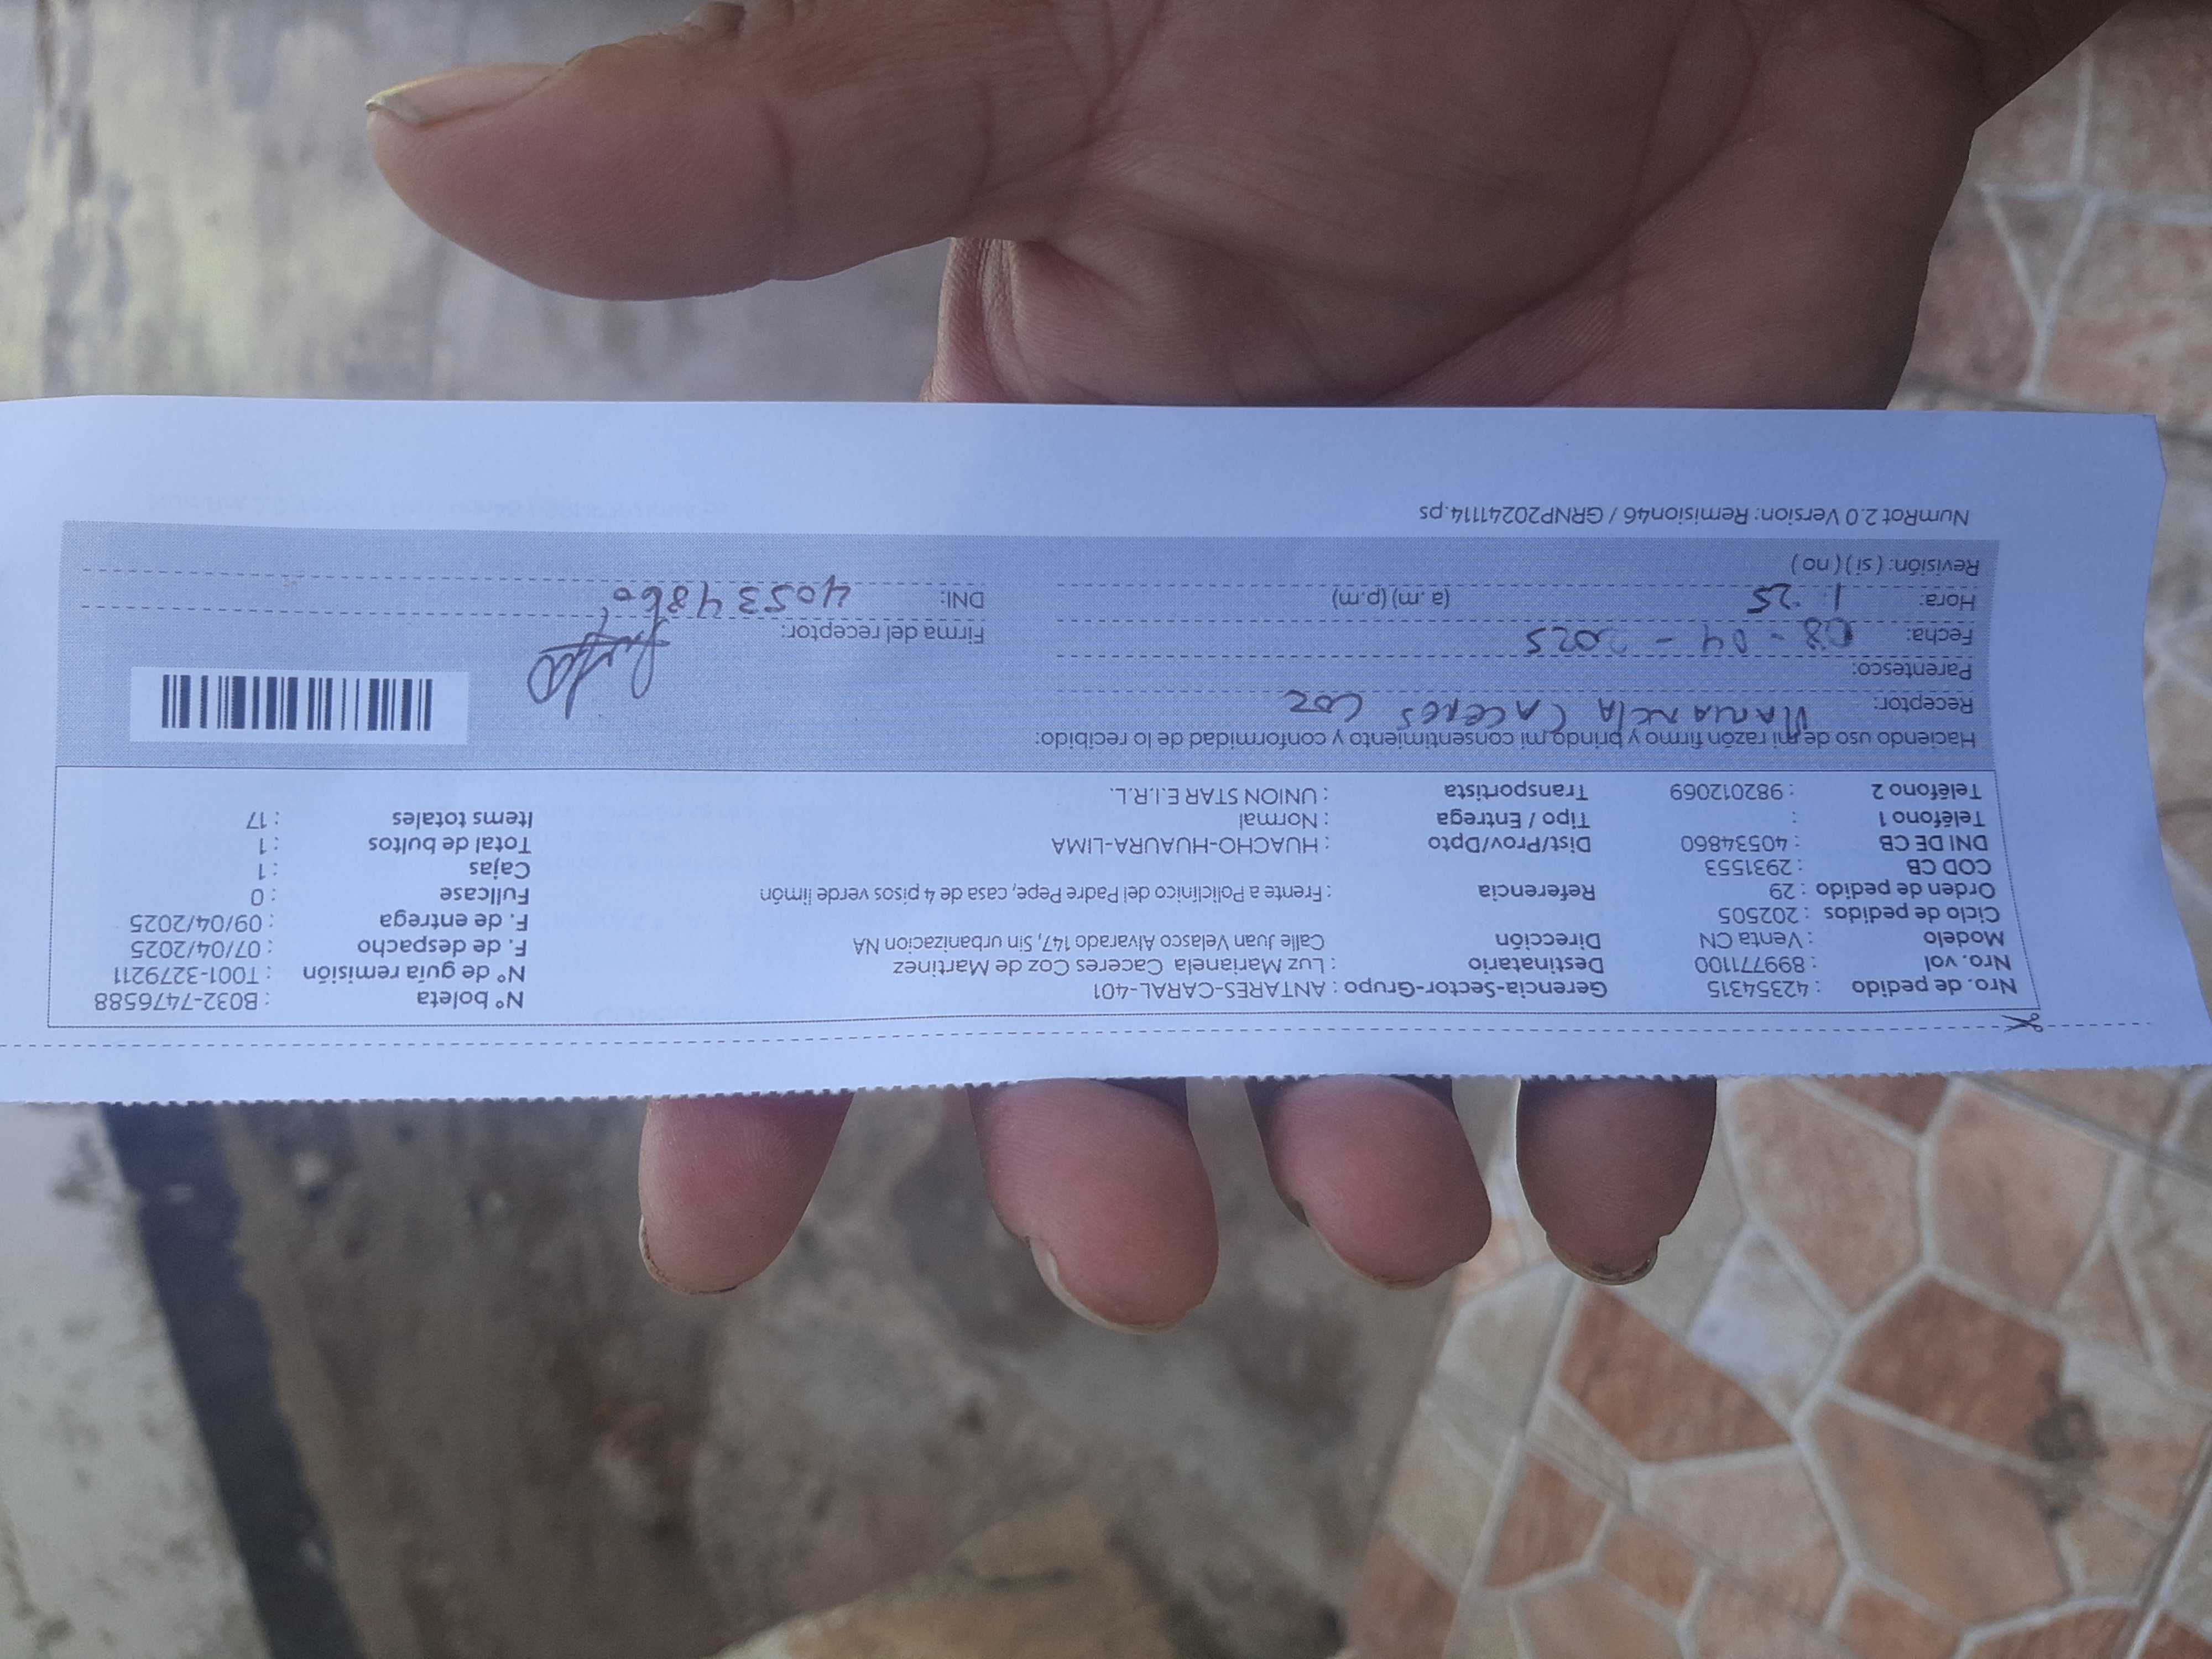 Nro. de pedido : 42354315 Gerencia-Sector-Grupo : ANTARES-CARAL-401 N° boleta : B032-7476588
Nro. vol : 899771100 Destinatario : Luz Marianela Caceres Coz de Martinez N° de guía remisión : T001-3279211
Modelo : Venta CN Dirección Calle Juan Velasco Alvarado 147, Sin urbanizacion NA F. de despacho : 07/04/2025
Ciclo de pedidos : 202505 F. de entrega : 09/04/2025
Orden de pedido : 29 Referencia : Frente a Policlínico del Padre Pepe, casa de 4 pisos verde limón Fullcase : 0
COD CB : 2931553 Cajas : 1
DNI DE CB : 40534860 Dist/Prov/Dpto : HUACHO-HUAURA-LIMA Total de bultos : 1
Teléfono 1 : Tipo / Entrega : Normal Items totales : 17
Teléfono 2 : 982012069 Transportista : UNION STAR E.I.R.L.
Haciendo uso de mi razón firmo y brindo mi consentimiento y conformidad de lo recibido:
Receptor: MARIANELA CACERES COZ
Parentesco:
Fecha: 08 - 04 - 2025 Firma del receptor:
Hora: 1:25 (a.m) (p.m) DNI: 40534860
Revisión: ( si ) ( no )
NumRot 2.0 Version: Remision46 / GRNP20241114.ps